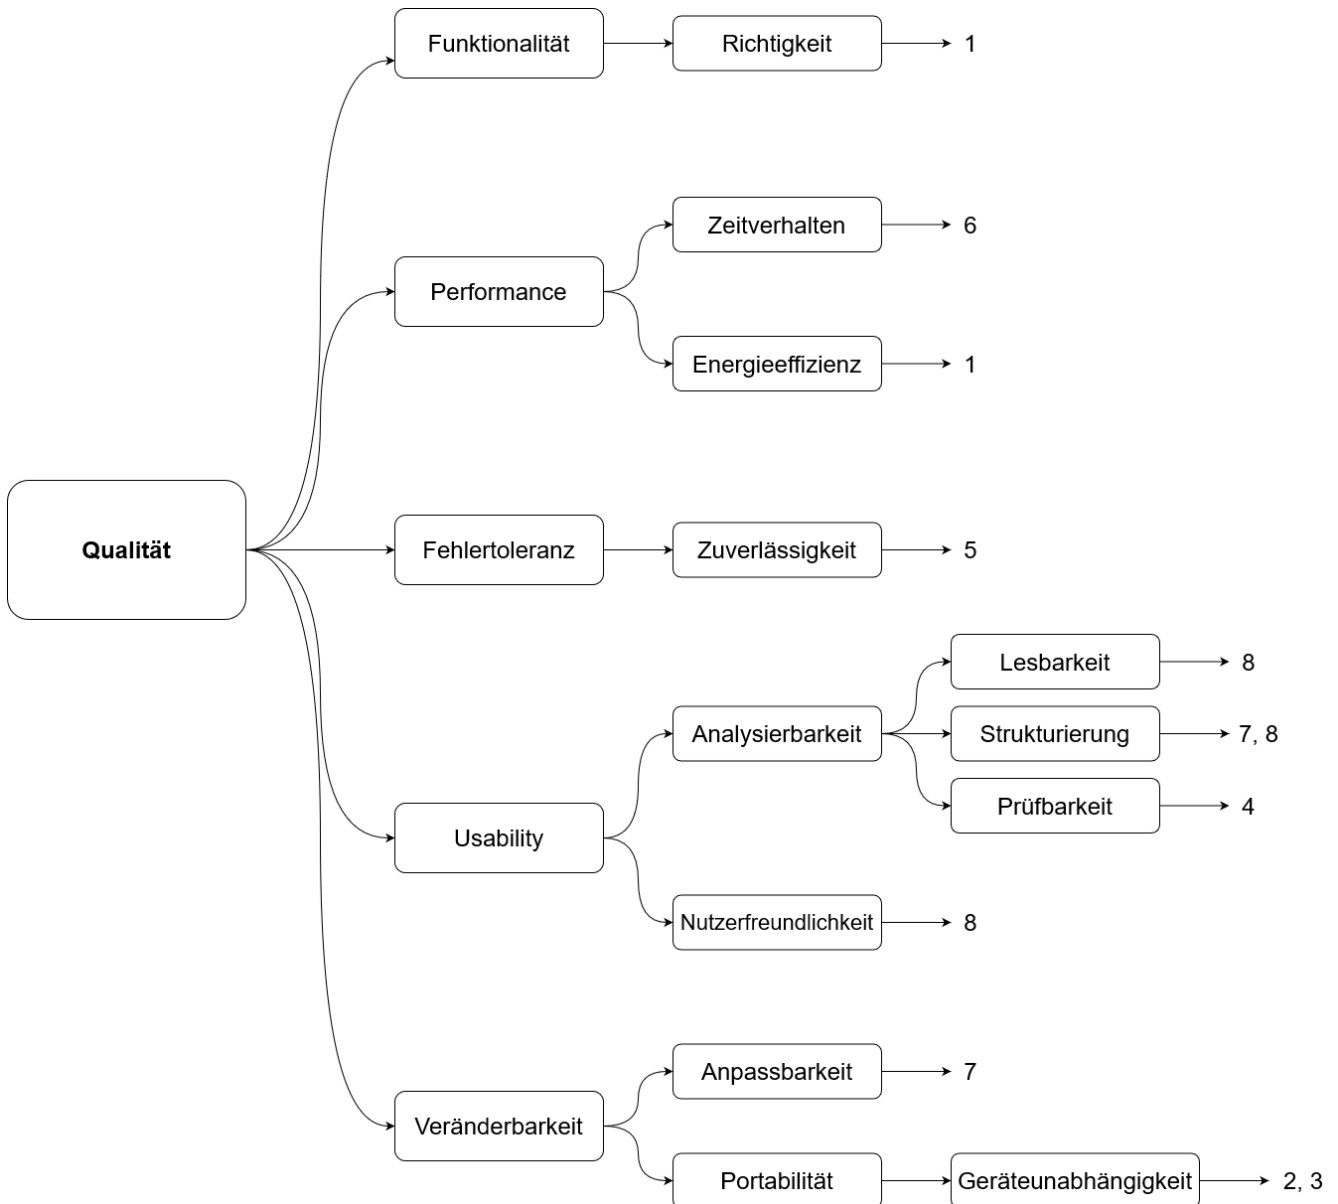 Funktionalität
Richtigkeit
1
Performance
Zeitverhalten
6
Energieeffizienz
1
Qualität
Fehlertoleranz
Zuverlässigkeit
5
Usability
Analysierbarkeit
Lesbarkeit
8
Strukturierung
7, 8
Prüfbarkeit
4
Nutzerfreundlichkeit
8
Veränderbarkeit
Anpassbarkeit
7
Portabilität
Geräteunabhängigkeit
2, 3